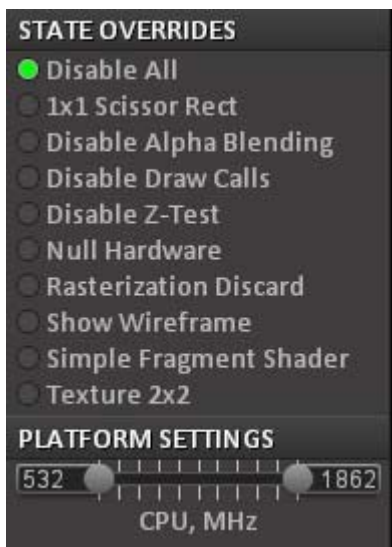 STATE OVERRIDES
Disable All
1x1 Scissor Rect
Disable Alpha Blending
Disable Draw Calls
Disable Z-Test
Null Hardware
Rasterization Discard
Show Wireframe
Simple Fragment Shader
Texture 2x2
PLATFORM SETTINGS
532 1862
CPU, MHz